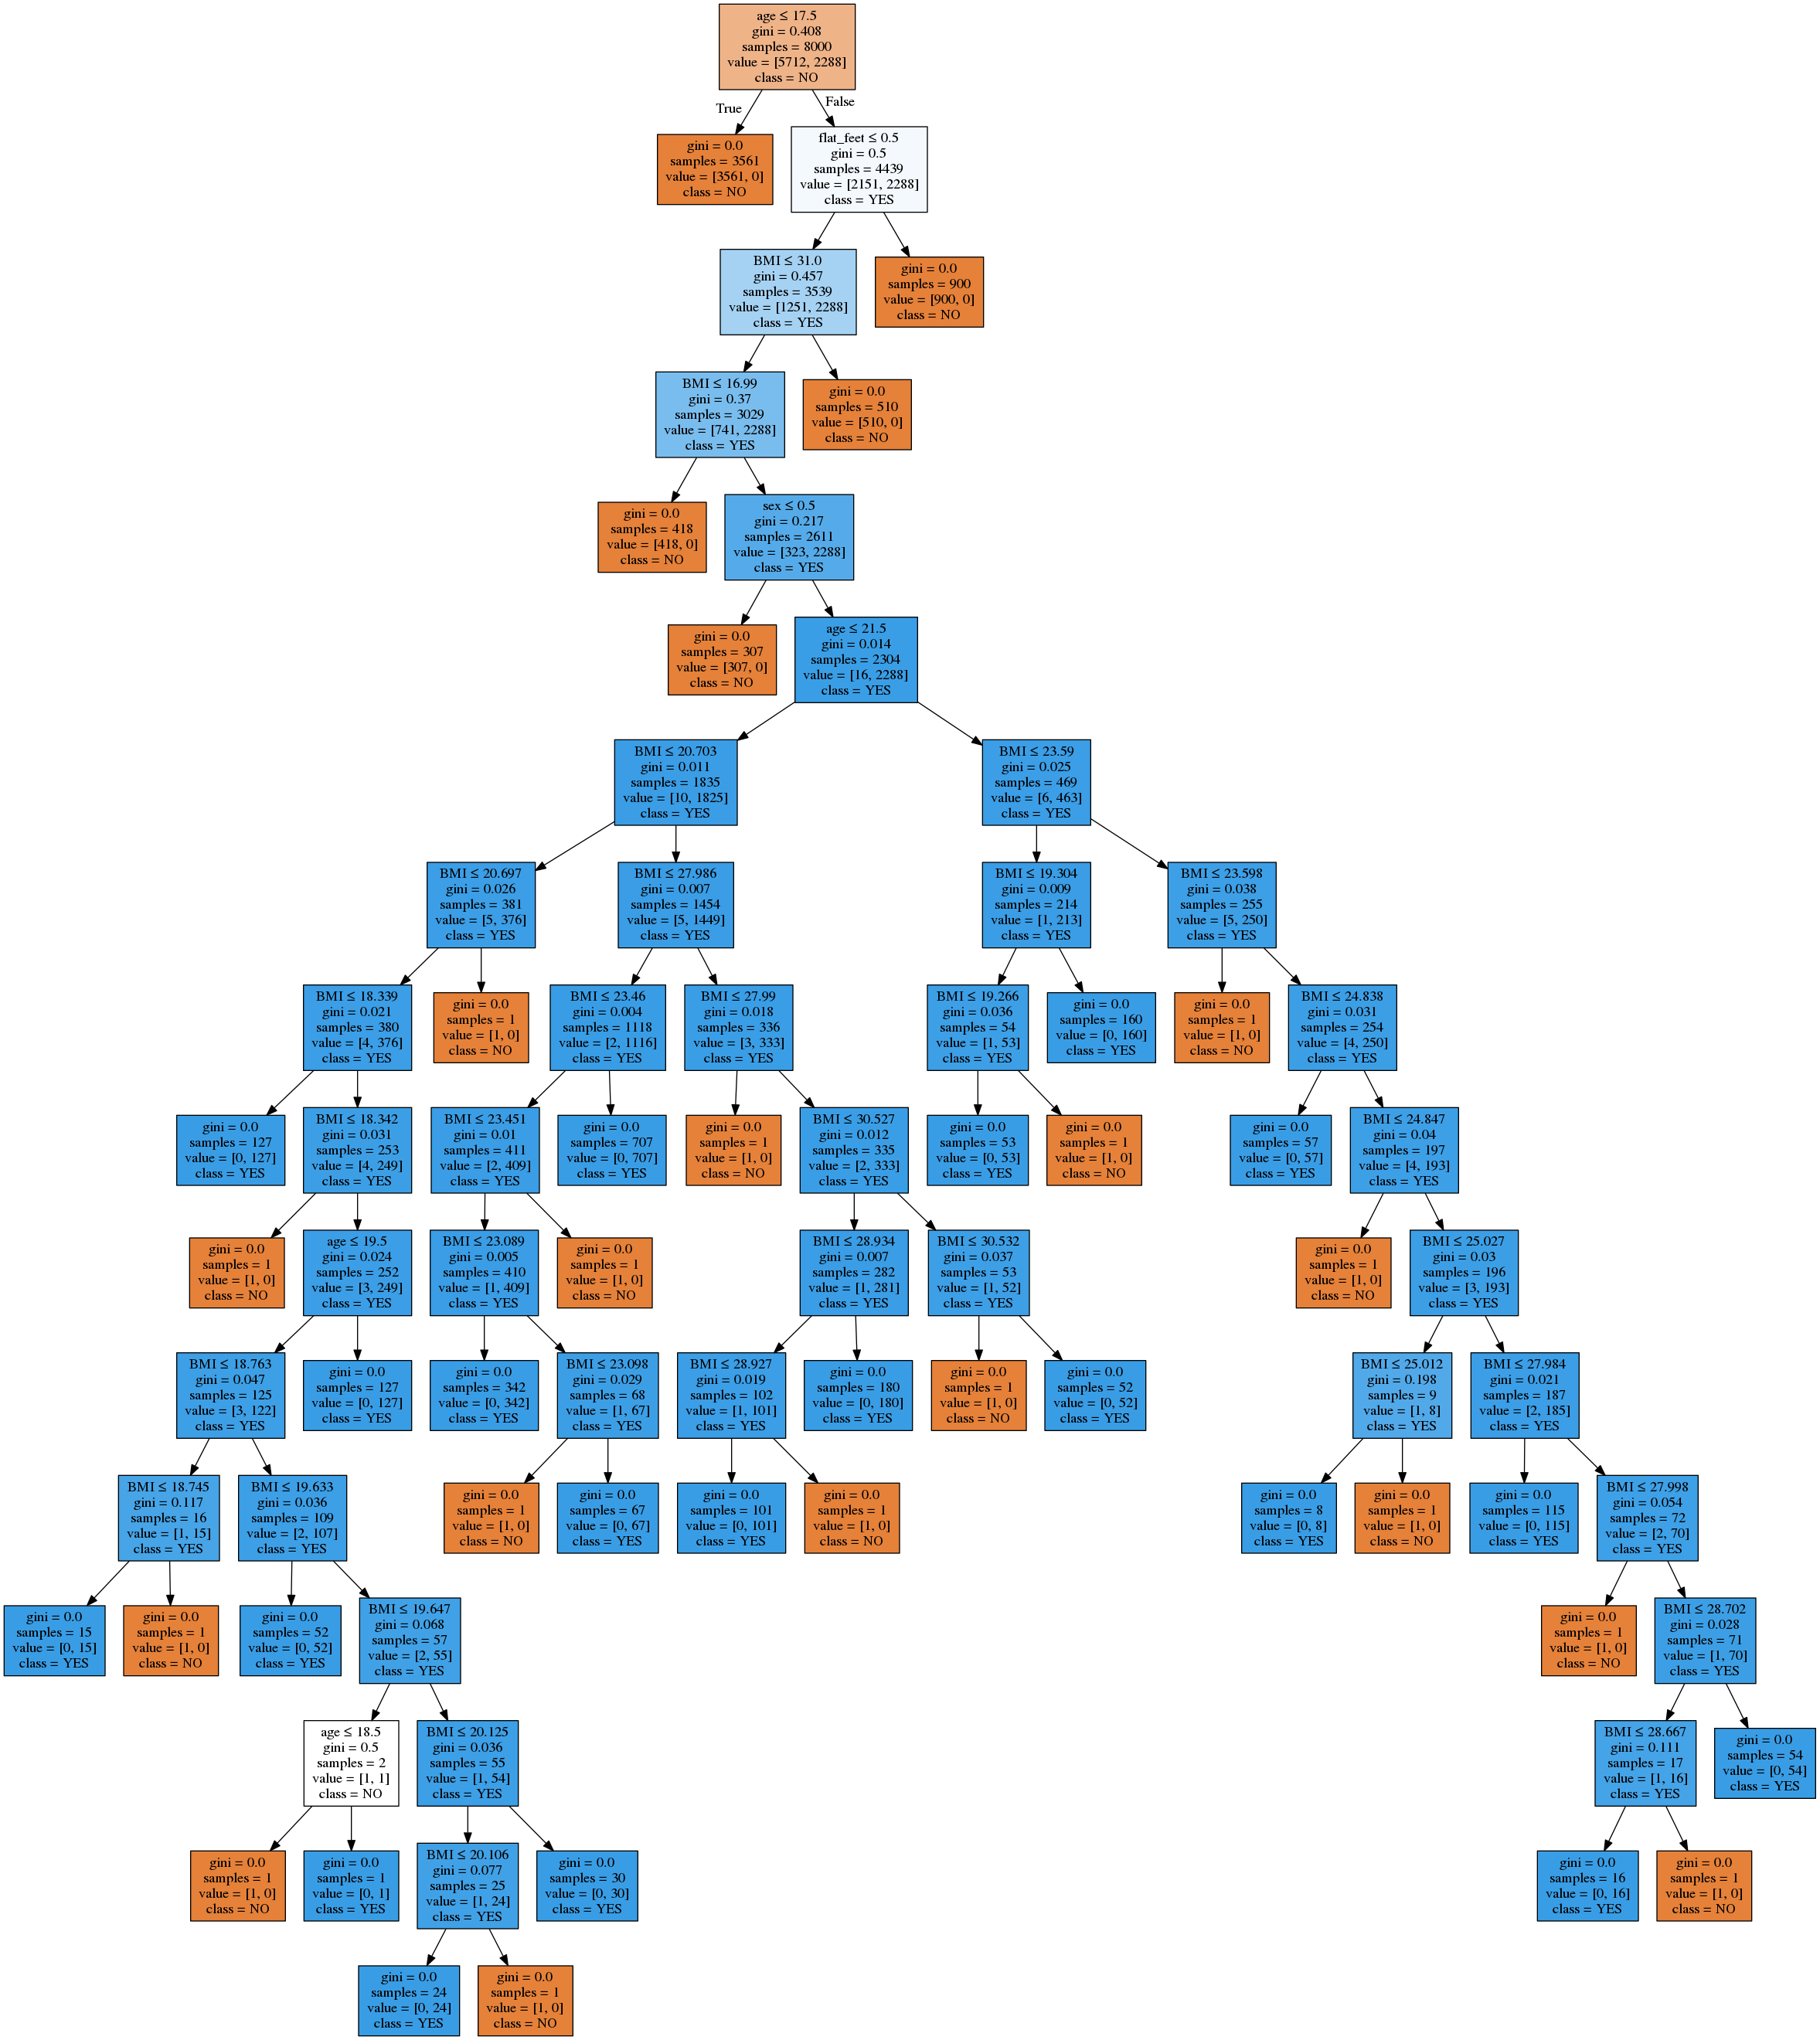 age ≤ 17.5
gini = 0.408
samples = 8000
value = [5712, 2288]
class = NO
True
False
gini = 0.0
samples = 3561
value = [3561, 0]
class = NO
flat_feet ≤ 0.5
gini = 0.5
samples = 4439
value = [2151, 2288]
class = YES
BMI ≤ 31.0
gini = 0.457
samples = 3539
value = [1251, 2288]
class = YES
gini = 0.0
samples = 900
value = [900, 0]
class = NO
BMI ≤ 16.99
gini = 0.37
samples = 3029
value = [741, 2288]
class = YES
gini = 0.0
samples = 510
value = [510, 0]
class = NO
gini = 0.0
samples = 418
value = [418, 0]
class = NO
sex ≤ 0.5
gini = 0.217
samples = 2611
value = [323, 2288]
class = YES
gini = 0.0
samples = 307
value = [307, 0]
class = NO
age ≤ 21.5
gini = 0.014
samples = 2304
value = [16, 2288]
class = YES
BMI ≤ 20.703
gini = 0.011
samples = 1835
value = [10, 1825]
class = YES
BMI ≤ 23.59
gini = 0.025
samples = 469
value = [6, 463]
class = YES
BMI ≤ 20.697
gini = 0.026
samples = 381
value = [5, 376]
class = YES
BMI ≤ 27.986
gini = 0.007
samples = 1454
value = [5, 1449]
class = YES
BMI ≤ 19.304
gini = 0.009
samples = 214
value = [1, 213]
class = YES
BMI ≤ 23.598
gini = 0.038
samples = 255
value = [5, 250]
class = YES
BMI ≤ 18.339
gini = 0.021
samples = 380
value = [4, 376]
class = YES
gini = 0.0
samples = 1
value = [1, 0]
class = NO
BMI ≤ 23.46
gini = 0.004
samples = 1118
value = [2, 1116]
class = YES
BMI ≤ 27.99
gini = 0.018
samples = 336
value = [3, 333]
class = YES
BMI ≤ 19.266
gini = 0.036
samples = 54
value = [1, 53]
class = YES
gini = 0.0
samples = 160
value = [0, 160]
class = YES
gini = 0.0
samples = 1
value = [1, 0]
class = NO
BMI ≤ 24.838
gini = 0.031
samples = 254
value = [4, 250]
class = YES
gini = 0.0
samples = 127
value = [0, 127]
class = YES
BMI ≤ 18.342
gini = 0.031
samples = 253
value = [4, 249]
class = YES
BMI ≤ 23.451
gini = 0.01
samples = 411
value = [2, 409]
class = YES
gini = 0.0
samples = 707
value = [0, 707]
class = YES
gini = 0.0
samples = 1
value = [1, 0]
class = NO
BMI ≤ 30.527
gini = 0.012
samples = 335
value = [2, 333]
class = YES
gini = 0.0
samples = 53
value = [0, 53]
class = YES
gini = 0.0
samples = 1
value = [1, 0]
class = NO
gini = 0.0
samples = 57
value = [0, 57]
class = YES
BMI ≤ 24.847
gini = 0.04
samples = 197
value = [4, 193]
class = YES
gini = 0.0
samples = 1
value = [1, 0]
class = NO
age ≤ 19.5
gini = 0.024
samples = 252
value = [3, 249]
class = YES
BMI ≤ 23.089
gini = 0.005
samples = 410
value = [1, 409]
class = YES
gini = 0.0
samples = 1
value = [1, 0]
class = NO
BMI ≤ 28.934
gini = 0.007
samples = 282
value = [1, 281]
class = YES
BMI ≤ 30.532
gini = 0.037
samples = 53
value = [1, 52]
class = YES
gini = 0.0
samples = 1
value = [1, 0]
class = NO
BMI ≤ 25.027
gini = 0.03
samples = 196
value = [3, 193]
class = YES
BMI ≤ 18.763
gini = 0.047
samples = 125
value = [3, 122]
class = YES
gini = 0.0
samples = 127
value = [0, 127]
class = YES
gini = 0.0
samples = 342
value = [0, 342]
class = YES
BMI ≤ 23.098
gini = 0.029
samples = 68
value = [1, 67]
class = YES
BMI ≤ 28.927
gini = 0.019
samples = 102
value = [1, 101]
class = YES
gini = 0.0
samples = 180
value = [0, 180]
class = YES
gini = 0.0
samples = 1
value = [1, 0]
class = NO
gini = 0.0
samples = 52
value = [0, 52]
class = YES
BMI ≤ 25.012
gini = 0.198
samples = 9
value = [1, 8]
class = YES
BMI ≤ 27.984
gini = 0.021
samples = 187
value = [2, 185]
class = YES
BMI ≤ 18.745
gini = 0.117
samples = 16
value = [1, 15]
class = YES
BMI ≤ 19.633
gini = 0.036
samples = 109
value = [2, 107]
class = YES
gini = 0.0
samples = 1
value = [1, 0]
class = NO
gini = 0.0
samples = 67
value = [0, 67]
class = YES
gini = 0.0
samples = 101
value = [0, 101]
class = YES
gini = 0.0
samples = 1
value = [1, 0]
class = NO
gini = 0.0
samples = 8
value = [0, 8]
class = YES
gini = 0.0
samples = 1
value = [1, 0]
class = NO
gini = 0.0
samples = 115
value = [0, 115]
class = YES
BMI ≤ 27.998
gini = 0.054
samples = 72
value = [2, 70]
class = YES
gini = 0.0
samples = 15
value = [0, 15]
class = YES
gini = 0.0
samples = 1
value = [1, 0]
class = NO
gini = 0.0
samples = 52
value = [0, 52]
class = YES
BMI ≤ 19.647
gini = 0.068
samples = 57
value = [2, 55]
class = YES
gini = 0.0
samples = 1
value = [1, 0]
class = NO
BMI ≤ 28.702
gini = 0.028
samples = 71
value = [1, 70]
class = YES
age ≤ 18.5
gini = 0.5
samples = 2
value = [1, 1]
class = NO
BMI ≤ 20.125
gini = 0.036
samples = 55
value = [1, 54]
class = YES
BMI ≤ 28.667
gini = 0.111
samples = 17
value = [1, 16]
class = YES
gini = 0.0
samples = 54
value = [0, 54]
class = YES
gini = 0.0
samples = 1
value = [1, 0]
class = NO
gini = 0.0
samples = 1
value = [0, 1]
class = YES
BMI ≤ 20.106
gini = 0.077
samples = 25
value = [1, 24]
class = YES
gini = 0.0
samples = 30
value = [0, 30]
class = YES
gini = 0.0
samples = 16
value = [0, 16]
class = YES
gini = 0.0
samples = 1
value = [1, 0]
class = NO
gini = 0.0
samples = 24
value = [0, 24]
class = YES
gini = 0.0
samples = 1
value = [1, 0]
class = NO